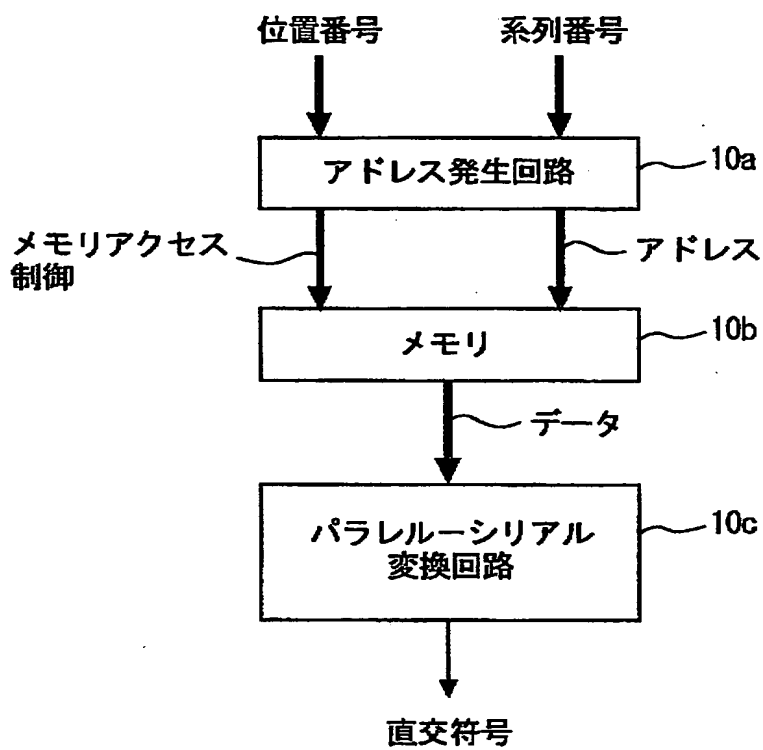 位置番号
系列番号
アドレス発生回路
10a
メモリアクセス
制御
アドレス
メモリ
10b
データ
パラレルーシリアル
変換回路
10c
直交符号